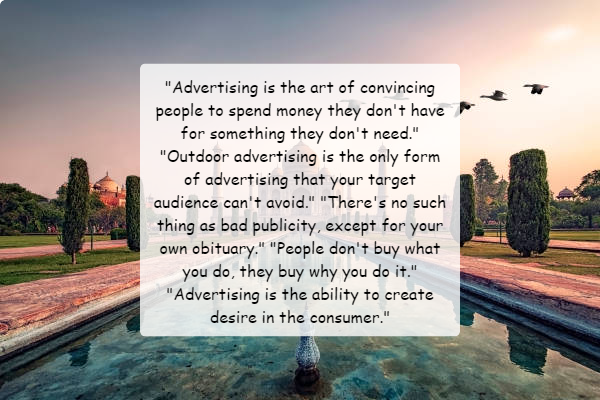 "Advertising is the art of convincing
people to spend money they don't have
for something they don't need."
"Outdoor advertising is the only form
of advertising that your target
audience can't avoid." "There's no such
thing as bad publicity, except for your
own obituary." "People don't buy what
you do, they buy why you do it."
"Advertising is the ability to create
desire in the consumer."